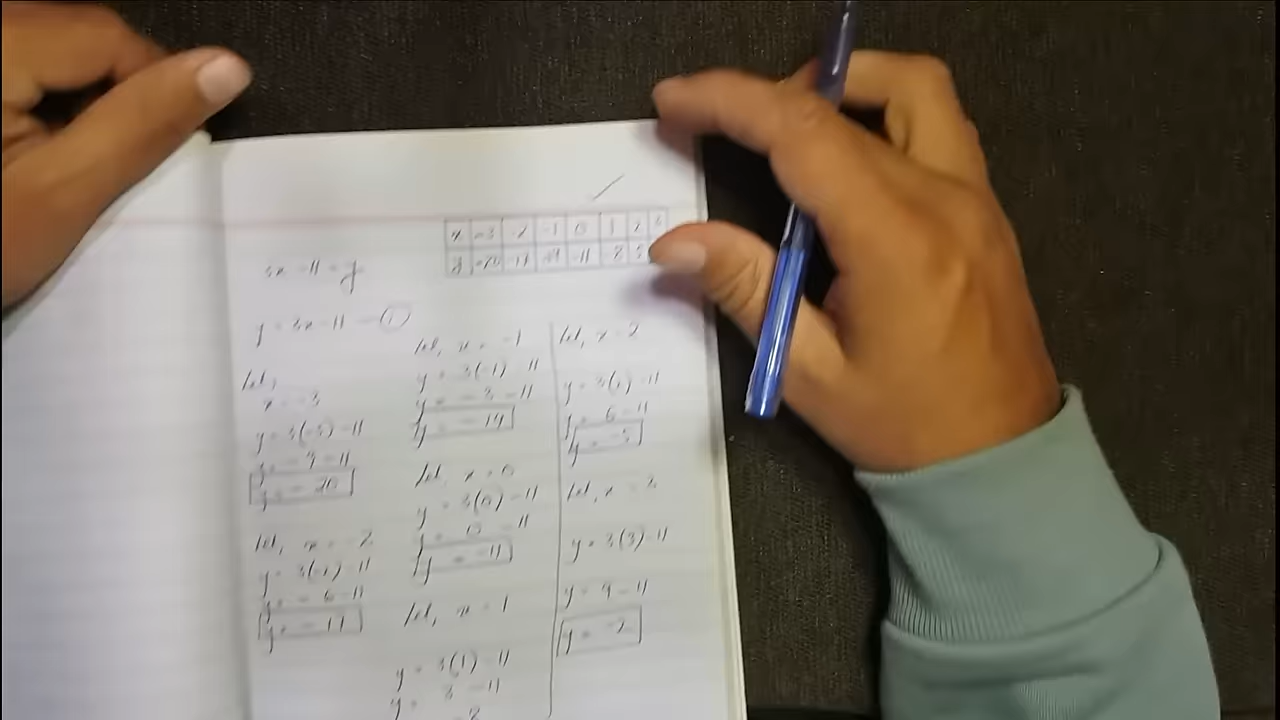 x -3 -2 -1 0 1 2 3
y -20 -17 -14 -11 -8
3x - 11 = y
y = 3x - 11 - ①
let,
x = -3
y = 3(-3) - 11
y = - 9 - 11
y = - 20
let, x = -2
y = 3(-2) - 11
y = - 6 - 11
y = - 17
let, x = -1
y = 3(-1) - 11
y = - 3 - 11
y = - 14
let, x = 0
y = 3(0) - 11
y = 0 - 11
y = - 11
let, x = 1
y = 3(1) - 11
y = 3 - 11
let, x = 2
y = 3(2) - 11
y = 6 - 11
y = -5
let, x = 3
y = 3(3) - 11
y = 9 - 11
y = -2